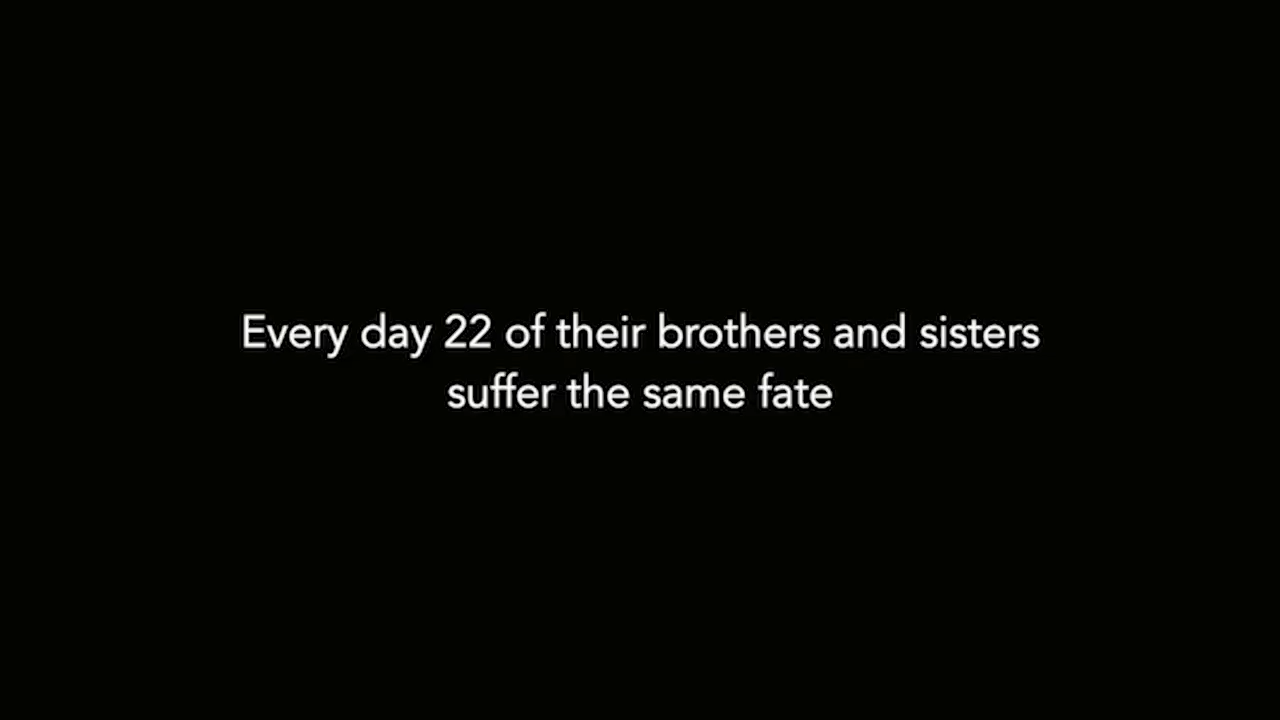 Every day 22 of their brothers and sisters
suffer the same fate